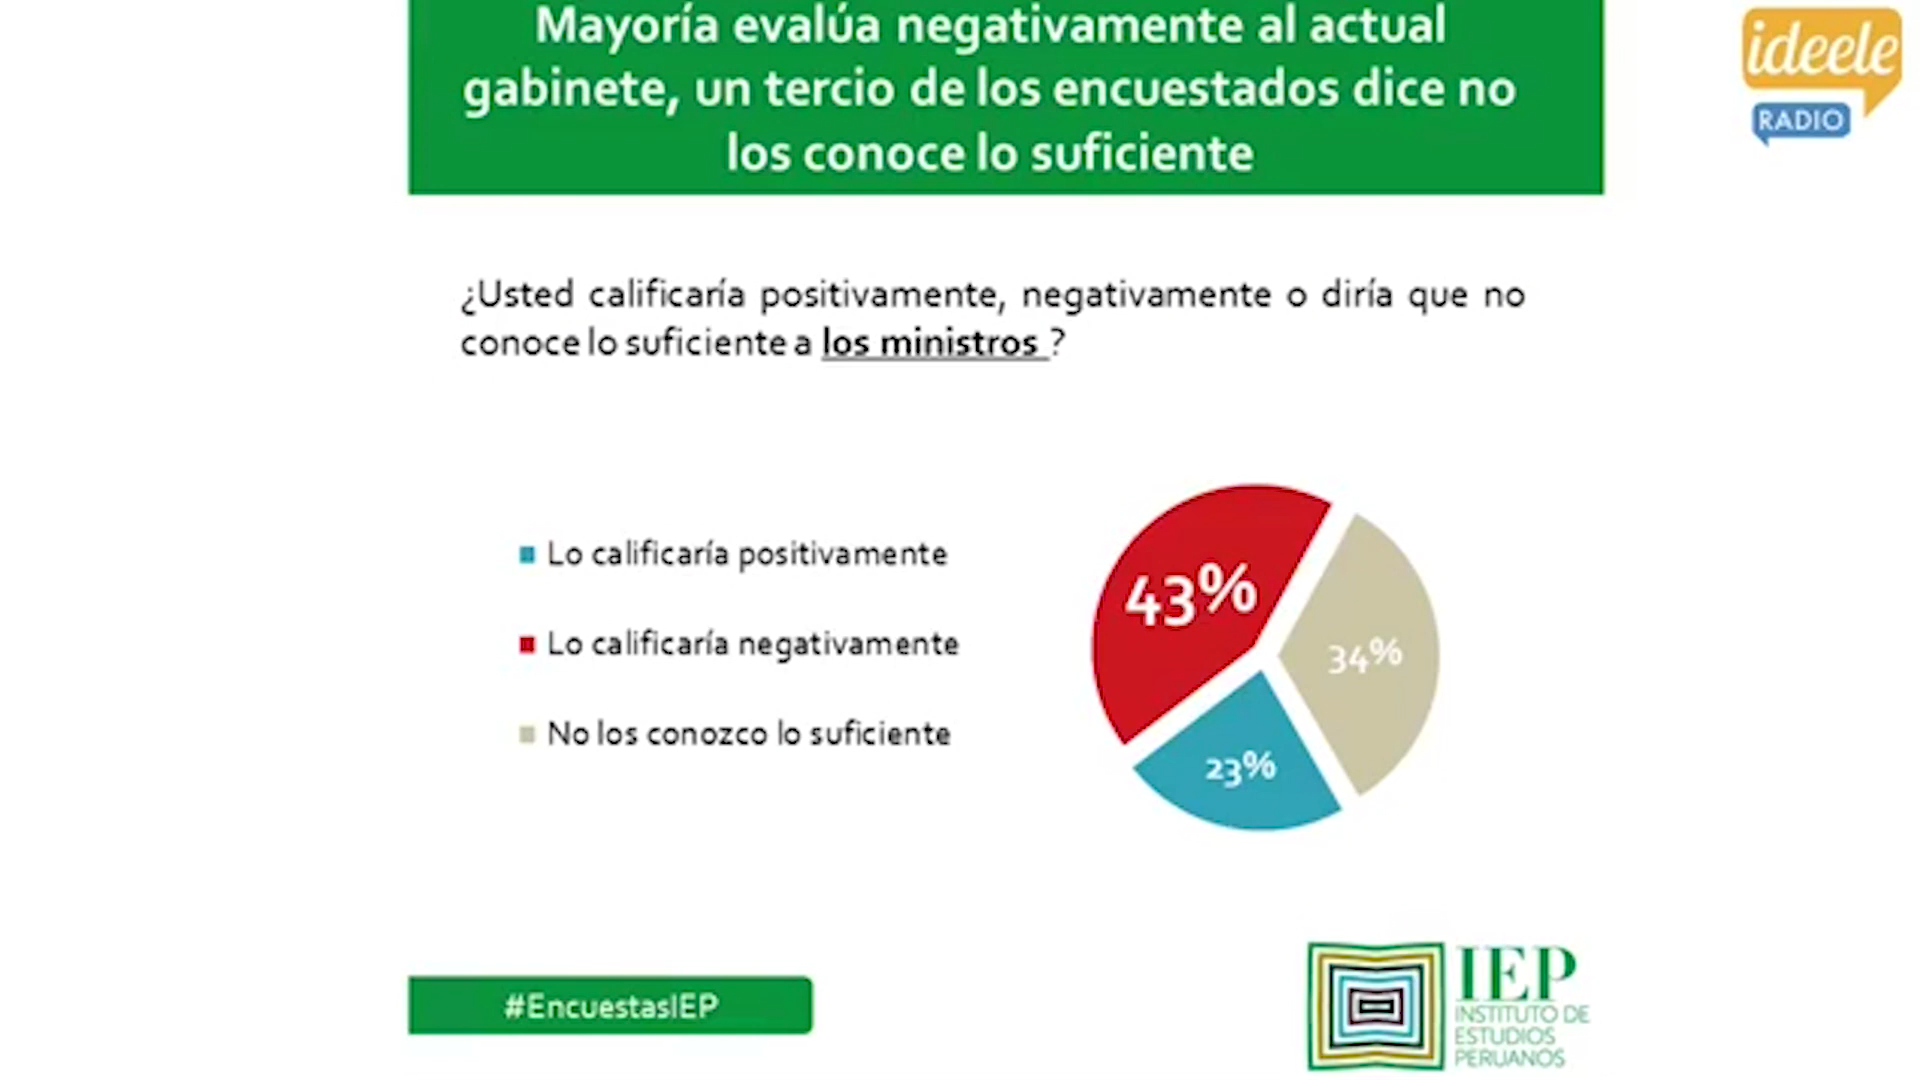 Mayoría evalúa negativamente al actual
gabinete, un tercio de los encuestados dice no
los conoce lo suficiente
ideele
RADIO
¿Usted calificaría positivamente, negativamente o diría que no
conoce lo suficiente a los ministros ?
Lo calificaría positivamente
Lo calificaría negativamente
No los conozco lo suficiente
43%
34%
23%
#EncuestasIEP
IEP
INSTITUTO DE
ESTUDIOS
PERUANOS